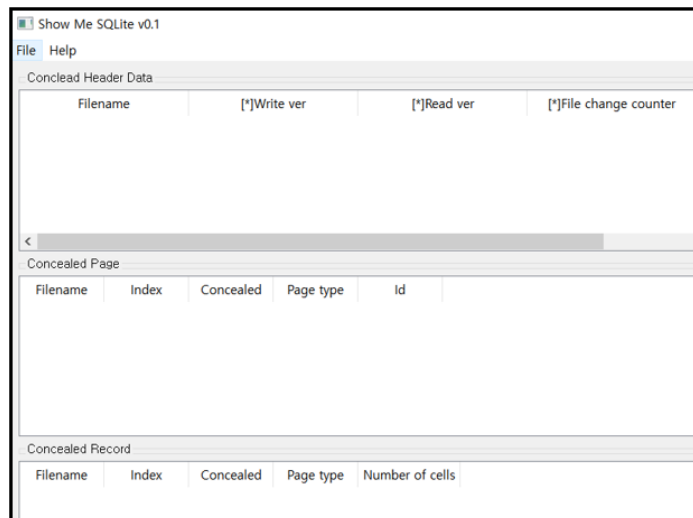 Show Me SQLite v0.1
File Help
Conclead Header Data
Filename [*]Write ver [*]Read ver [*]File change counter
Concealed Page
Filename Index Concealed Page type Id
Concealed Record
Filename Index Concealed Page type Number of cells